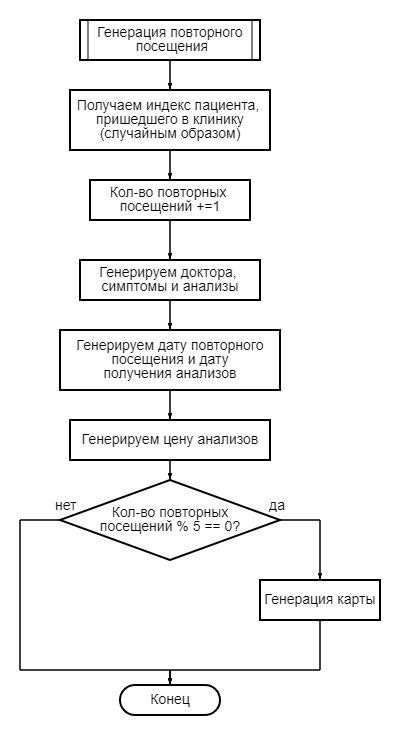 Генерация повторного
посещения
Получаем индекс пациента,
пришедшего в клинику
(случайным образом)
Кол-во повторных
посещений +=1
Генерируем доктора,
симптомы и анализы
Генерируем дату повторного
посещения и дату
получения анализов
Генерируем цену анализов
нет
да
Кол-во повторных
посещений % 5 == 0?
Генерация карты
Конец